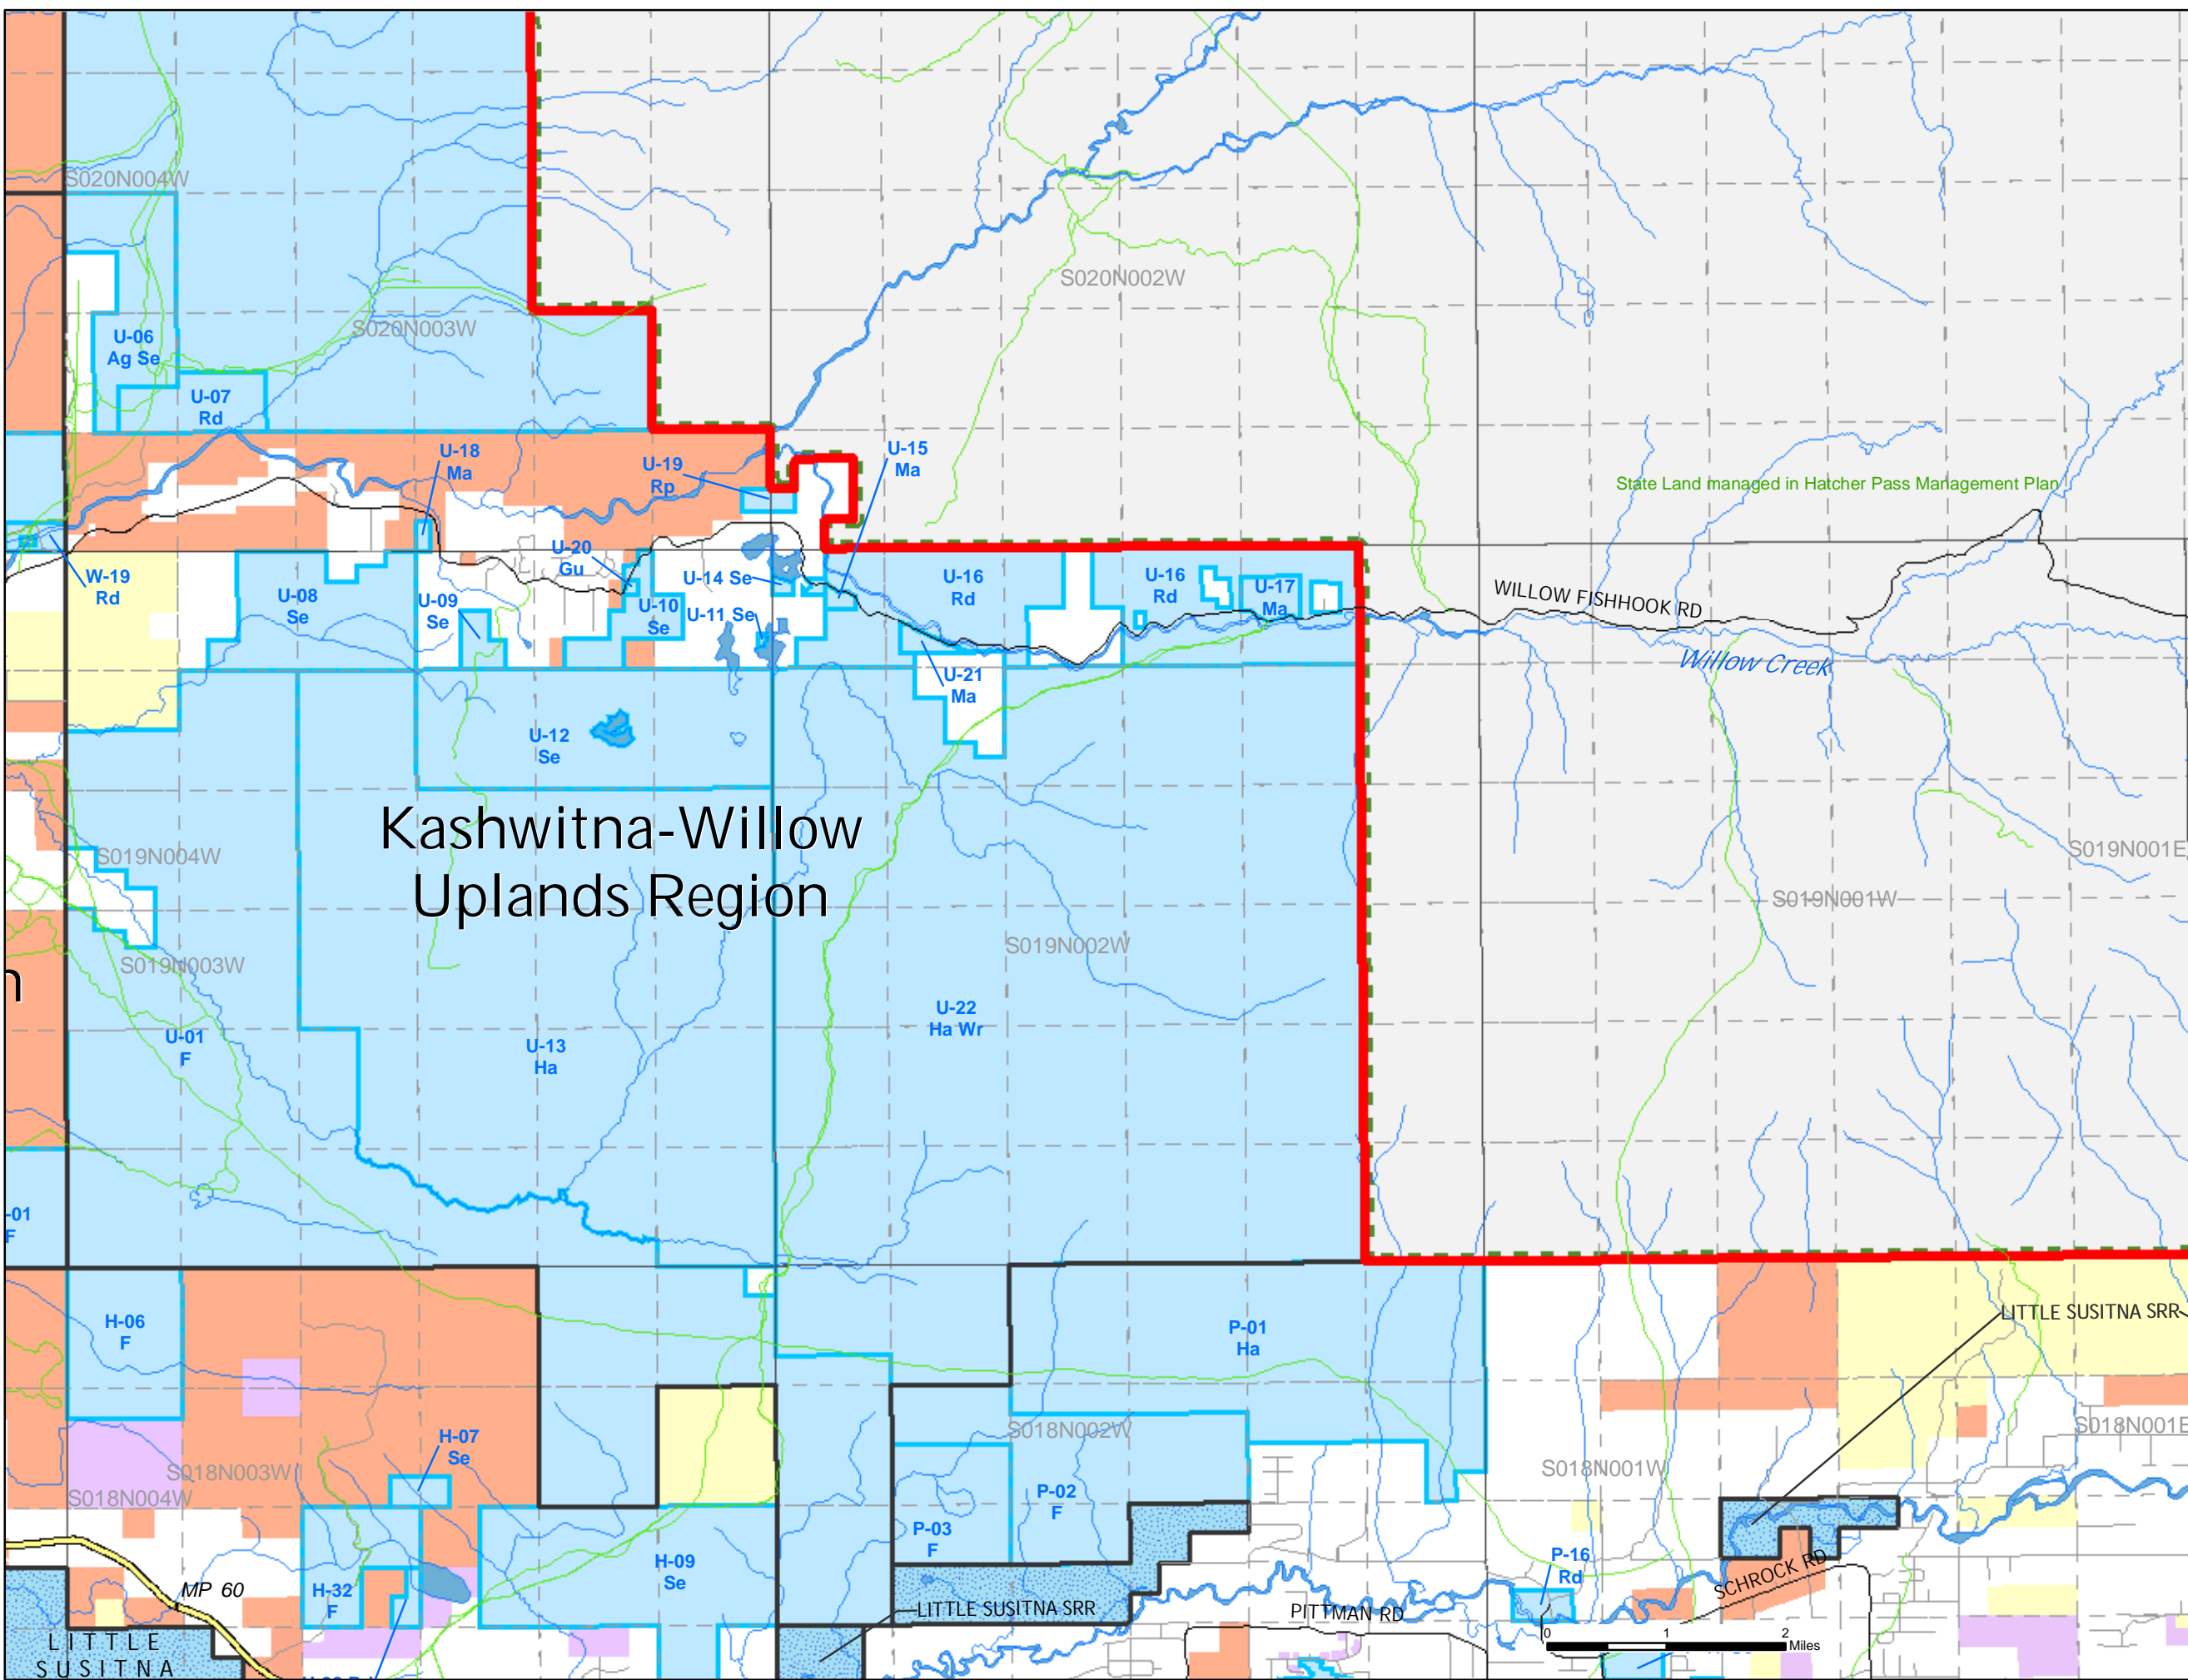 S020N004W
S020N002W
S020N003W
U-06
Ag Se
U-07
Rd
U-18
Ma
U-19
Rp
U-15
Ma
State Land managed in Hatcher Pass Management Plan
W-19
Rd
U-08
Se
U-09
Se
U-20
Gu
U-10
Se
U-14 Se
U-11 Se
U-16
Rd
U-16
Rd
U-17
Ma
WILLOW FISHHOOK RD
Willow Creek
U-21
Ma
U-12
Se
Kashwitna-Willow
Uplands Region
S019N004W
S019N001E
S019N001W
S019N002W
S019N003W
n
U-01
F
U-13
Ha
U-22
Ha Wr
-01
F
H-06
F
P-01
Ha
LITTLE SUSITNA SRR
S018N002W
S018N001E
H-07
Se
S018N003W
S018N004W
S018N001W
P-02
F
P-03
F
H-09
Se
H-32
F
MP 60
P-16
Rd
SCHROCK RD
LITTLE SUSITNA SRR
PITTMAN RD
0 1 2
Miles
LITTLE
SUSITNA